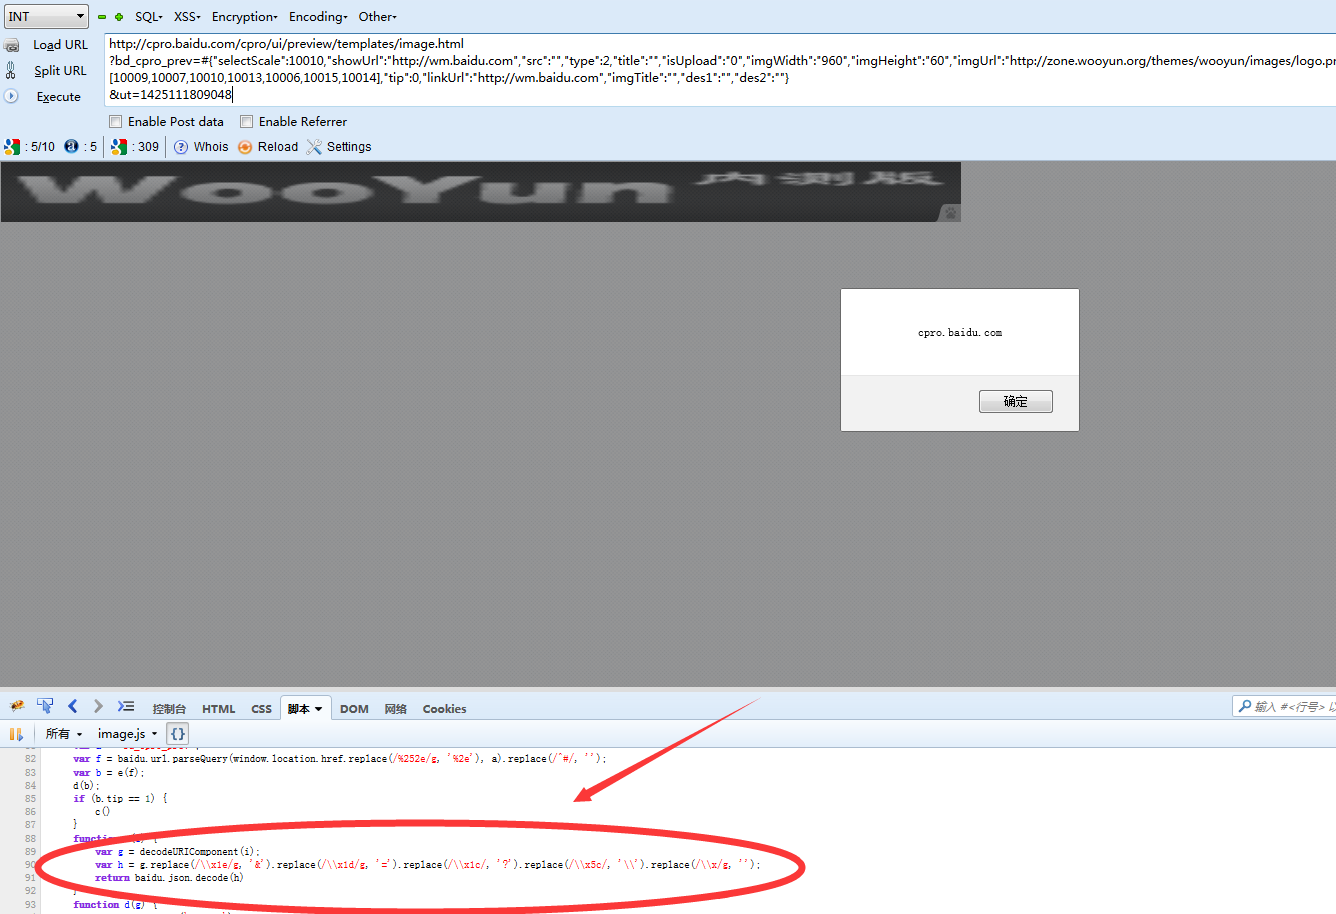 INT SQL- XSS- Encryption- Encoding- Other-
Load URL http://cpro.baidu.com/cpro/ui/preview/templates/image.html
Split URL ?bd_cpro_prev=#{"selectScale":10010,"showUrl":"http://wm.baidu.com","src":"","type":2,"title":"","isUpload":"0","imgWidth":"960","imgHeight":"60","imgUrl":"http://zone.wooyun.org/themes/wooyun/images/logo.pn
[10009,10007,10010,10013,10006,10015,10014],"tip":0,"linkUrl":"http://wm.baidu.com","imgTitle":"","des1":"","des2":""}
Execute &ut=1425111809048
Enable Post data Enable Referrer
: 5/10 : 5 : 309 Whois Reload Settings
WooYun 内测版
cpro.baidu.com
确定
控制台 HTML CSS 脚本 DOM 网络 Cookies 输入 #<行号> 以
所有 image.js {}
82 var f = baidu.url.parseQuery(window.location.href.replace(/%252e/g, '%2e'), a).replace(/^#/, '');
83 var b = e(f);
84 d(b);
85 if (b.tip == 1) {
86 c()
87 }
88 function
89 var g = decodeURIComponent(i);
90 var h = g.replace(/\\x1e/g, '&').replace(/\\x1d/g, '=').replace(/\\x1c/, '?').replace(/\\x5c/, '\\').replace(/\\x/g, '');
91 return baidu.json.decode(h)
92
93 function d(g) {